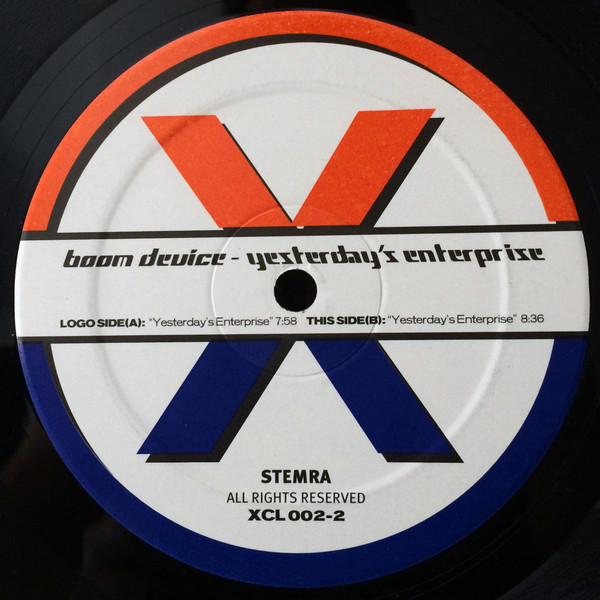 boom device - yesterday's enterprise
LOGO SIDE(A): "Yesterday's Enterprise" 7:58 THIS SIDE(B): "Yesterday's Enterprise" 8:36
STEMRA
ALL RIGHTS RESERVED
XCL 002-2